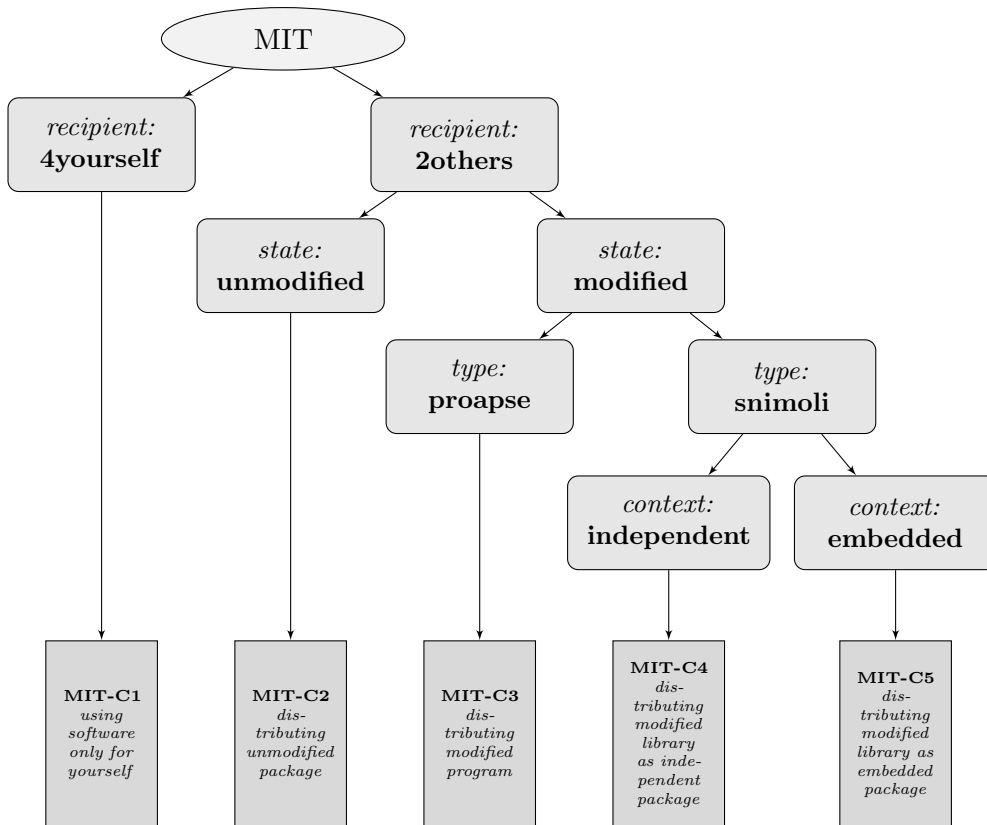 MIT
recipient:
4yourself
recipient:
2others
state:
unmodified
state:
modified
type:
proapse
type:
snimoli
context:
independent
context:
embedded
MIT-C1
using
software
only for
yourself
MIT-C2
dis-
tributing
unmodified
package
MIT-C3
dis-
tributing
modified
program
MIT-C4
dis-
tributing
modified
library
as inde-
pendent
package
MIT-C5
dis-
tributing
modified
library as
embedded
package